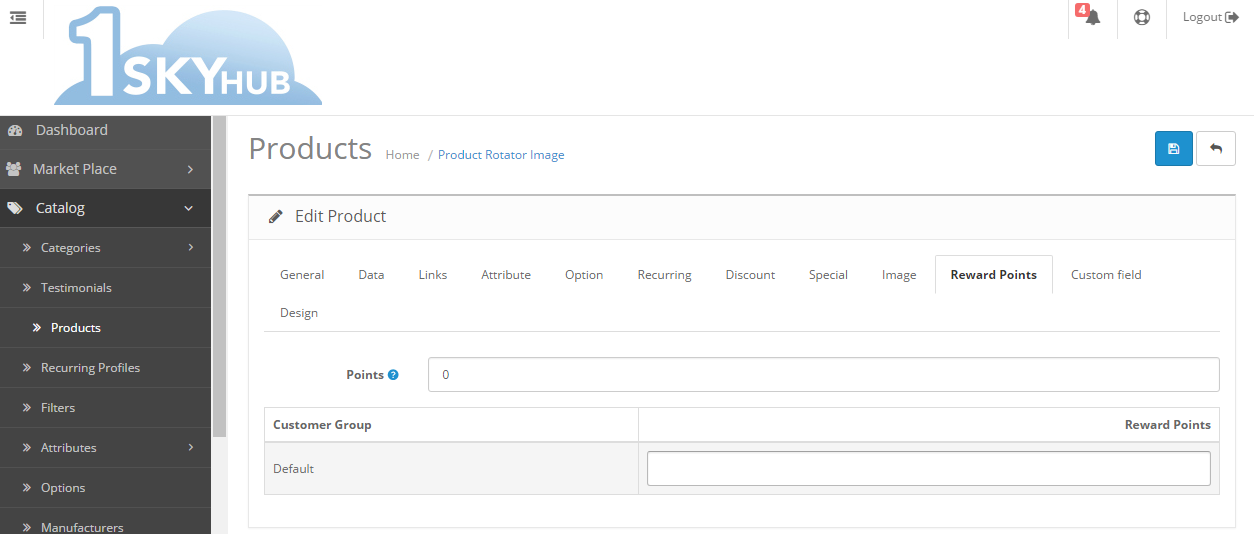 4
Logout
1SKYHUB
Dashboard
Market Place
Catalog
Categories
Testimonials
Products
Recurring Profiles
Filters
Attributes
Options
Manufacturers
Products Home / Product Rotator Image
Edit Product
General Data Links Attribute Option Recurring Discount Special Image Reward Points Custom field
Design
Points ? 0
Customer Group Reward Points
Default